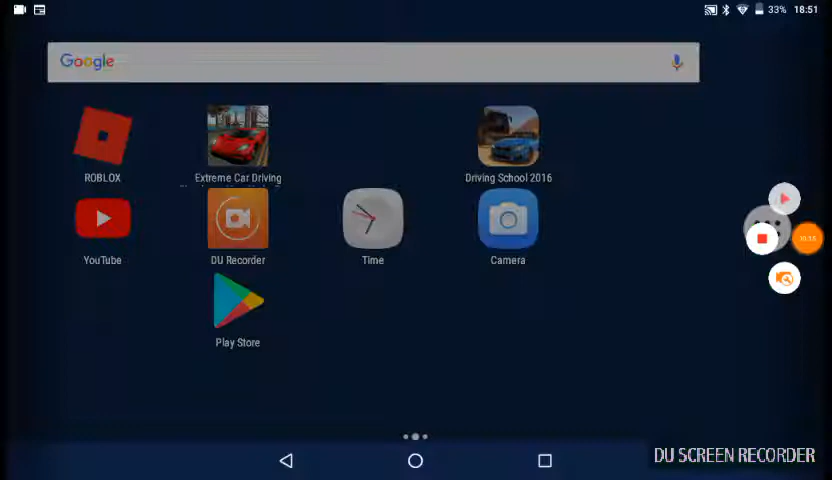 33% 18:51
Google
ROBLOX
Extreme Car Driving
Driving School 2016
YouTube
DU Recorder
Time
Camera
Play Store
DU SCREEN RECORDER